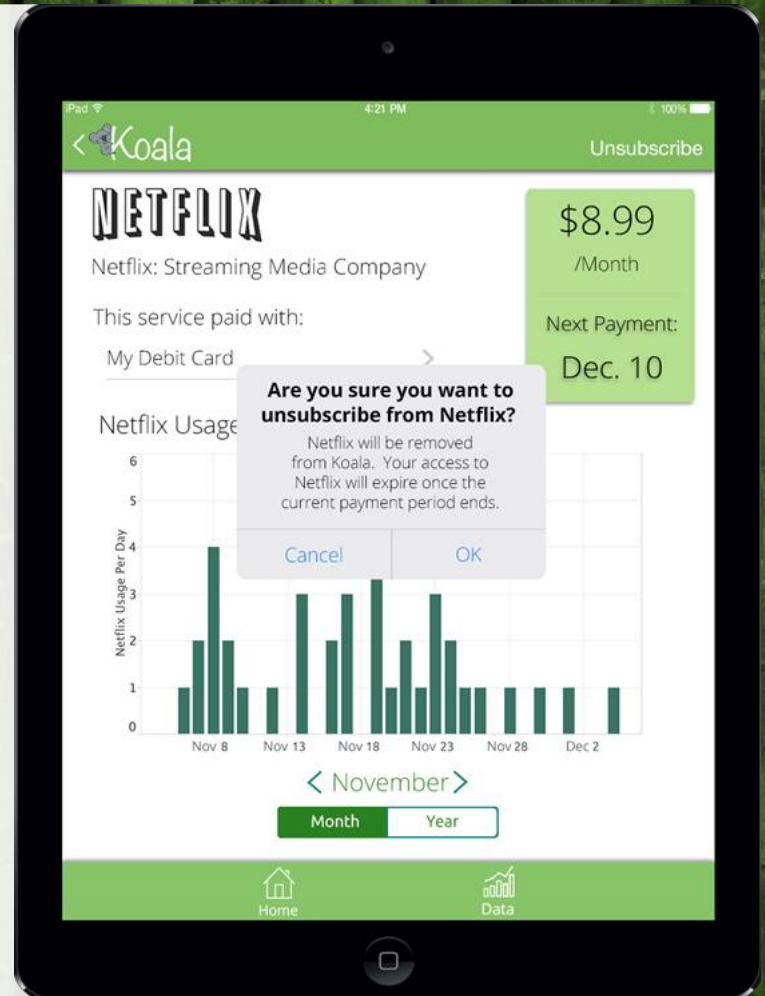 iPad 4:21 PM 100%
Koala Unsubscribe
NETFLIX
Netflix: Streaming Media Company
This service paid with:
My Debit Card
$8.99
/Month
Next Payment:
Dec. 10
Netflix Usage
Are you sure you want to
unsubscribe from Netflix?
Netflix will be removed
from Koala. Your access to
Netflix will expire once the
current payment period ends.
Cancel OK
Netflix Usage Per Day
6
5
4
3
2
1
0
Nov 8 Nov 13 Nov 18 Nov 23 Nov 28 Dec 2
< November >
Month Year
Home Data